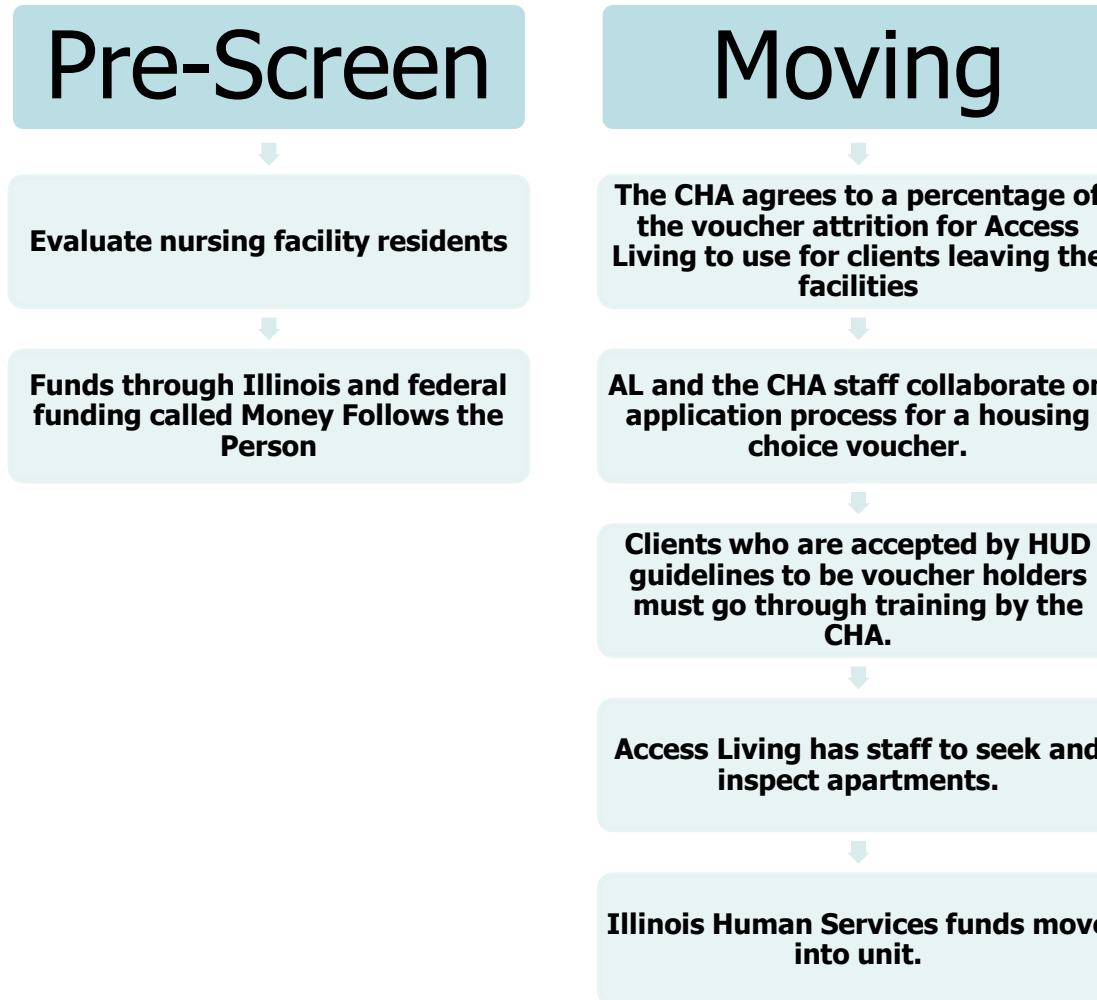 Pre-Screen
Evaluate nursing facility residents
Funds through Illinois and federal
funding called Money Follows the
Person
Moving
The CHA agrees to a percentage of
the voucher attrition for Access
Living to use for clients leaving the
facilities
AL and the CHA staff collaborate on
application process for a housing
choice voucher.
Clients who are accepted by HUD
guidelines to be voucher holders
must go through training by the
CHA.
Access Living has staff to seek and
inspect apartments.
Illinois Human Services funds move
into unit.